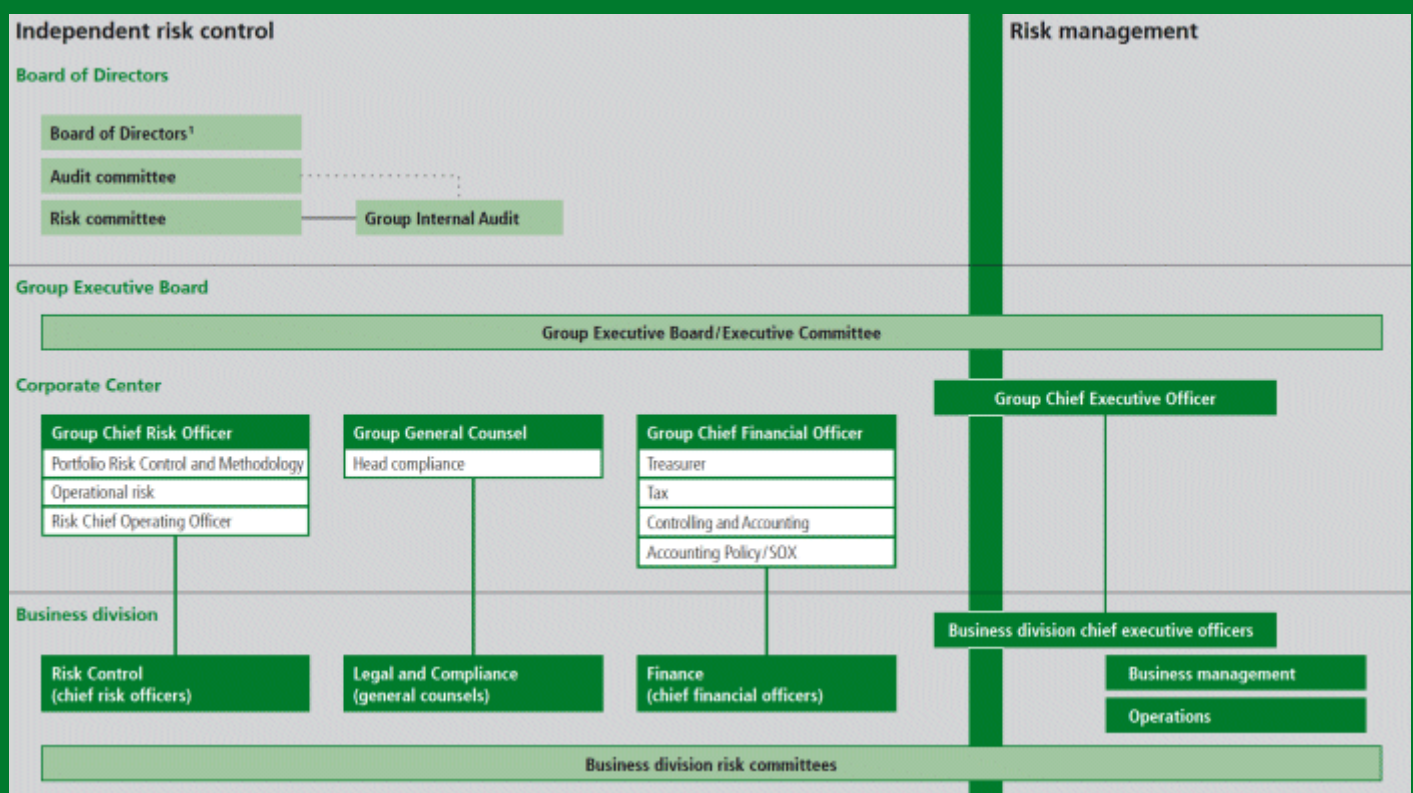 Independent risk control
Risk management
Board of Directors
Board of Directors¹
Audit committee
Risk committee
Group Internal Audit
Group Executive Board
Group Executive Board/Executive Committee
Corporate Center
Group Chief Executive Officer
Group Chief Risk Officer
Portfolio Risk Control and Methodology
Operational risk
Risk Chief Operating Officer
Group General Counsel
Head compliance
Group Chief Financial Officer
Treasurer
Tax
Controlling and Accounting
Accounting Policy/SOX
Business division
Business division chief executive officers
Risk Control
(chief risk officers)
Legal and Compliance
(general counsels)
Finance
(chief financial officers)
Business management
Operations
Business division risk committees